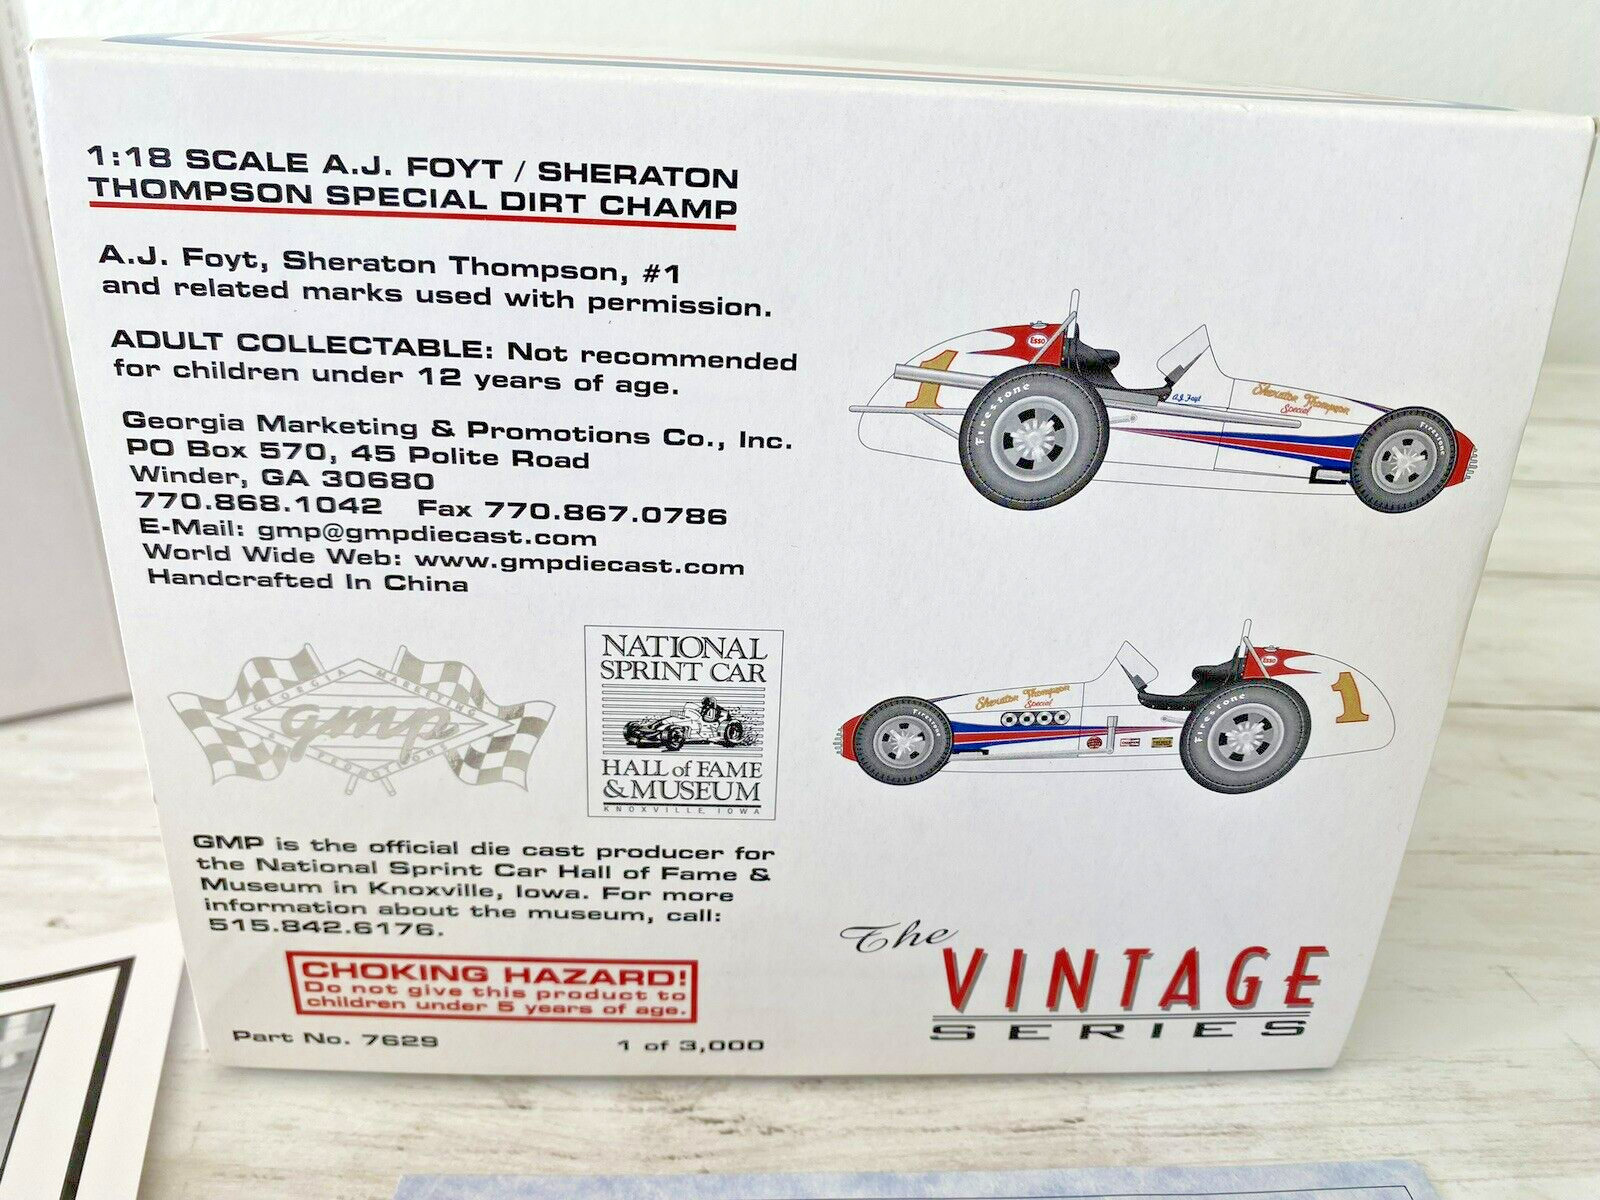 1:18 SCALE A.J. FOYT / SHERATON
THOMPSON SPECIAL DIRT CHAMP
A.J. Foyt, Sheraton Thompson, #1
and related marks used with permission.
ADULT COLLECTABLE: Not recommended
for children under 12 years of age.
Georgia Marketing & Promotions Co., Inc.
PO Box 570, 45 Polite Road
Winder, GA 30680
770.868.1042 Fax 770.867.0786
E-Mail: gmp@gmpdiecast.com
World Wide Web: www.gmpdiecast.com
Handcrafted In China
GEORGIA MARKETING
gmp
& PROMOTIONS
NATIONAL
SPRINT CAR
HALL of FAME
& MUSEUM
KNOXVILLE, IOWA
GMP is the official die cast producer for
the National Sprint Car Hall of Fame &
Museum in Knoxville, Iowa. For more
information about the museum, call:
515.842.6176.
CHOKING HAZARD!
Do not give this product to
children under 5 years of age.
Part No. 7629 1 of 3,000
1
Esso
Firestone
A.J. Foyt
Sheraton Thompson
Special
Firestone
Firestone
Sheraton Thompson
Special
Firestone
Esso
1
The
VINTAGE
SERIES